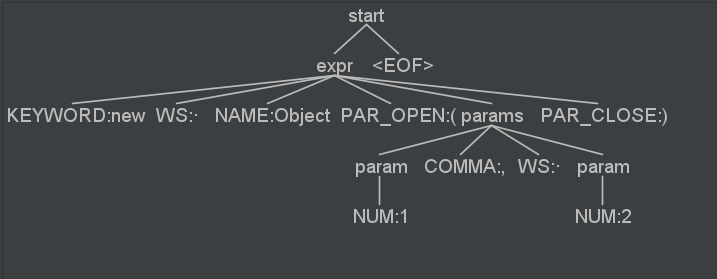 start
expr <EOF>
KEYWORD:new WS:· NAME:Object PAR_OPEN:( params PAR_CLOSE:)
param COMMA:, WS:· param
NUM:1 NUM:2